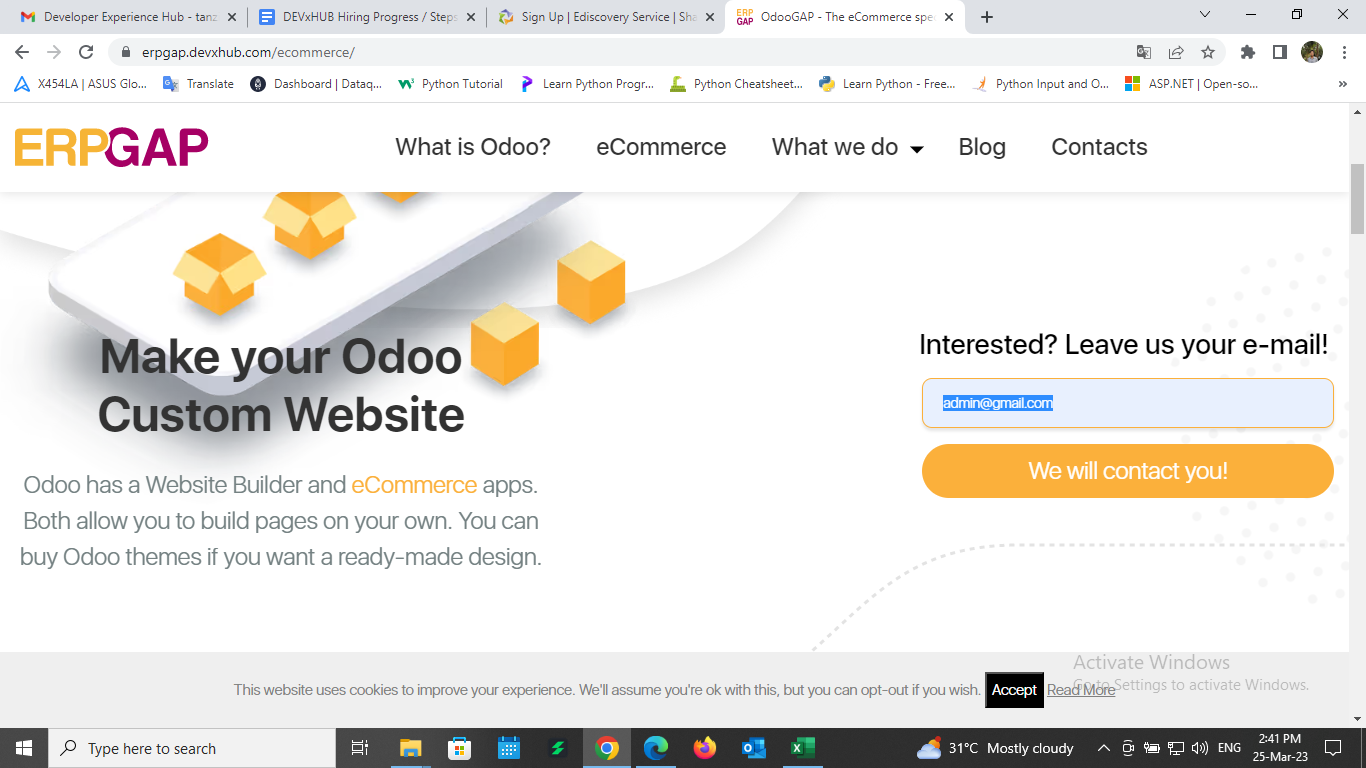 Developer Experience Hub - tanz
DEVxHUB Hiring Progress / Steps
Sign Up | Ediscovery Service | Sha
ERP GAP
OdooGAP - The eCommerce spe
erpgap.devxhub.com/ecommerce/
X454LA | ASUS Glo...
Translate
Dashboard | Dataq...
Python Tutorial
Learn Python Progr...
Python Cheatsheet...
Learn Python - Free...
Python Input and O...
ASP.NET | Open-so...
ERPGAP
What is Odoo?
eCommerce
What we do
Blog
Contacts
Make your Odoo
Custom Website
Odoo has a Website Builder and eCommerce apps.
Both allow you to build pages on your own. You can
buy Odoo themes if you want a ready-made design.
Interested? Leave us your e-mail!
admin@gmail.com
We will contact you!
This website uses cookies to improve your experience. We'll assume you're ok with this, but you can opt-out if you wish. Accept Read More
Activate Windows
Go to Settings to activate Windows.
Type here to search
31°C Mostly cloudy
ENG
2:41 PM
25-Mar-23